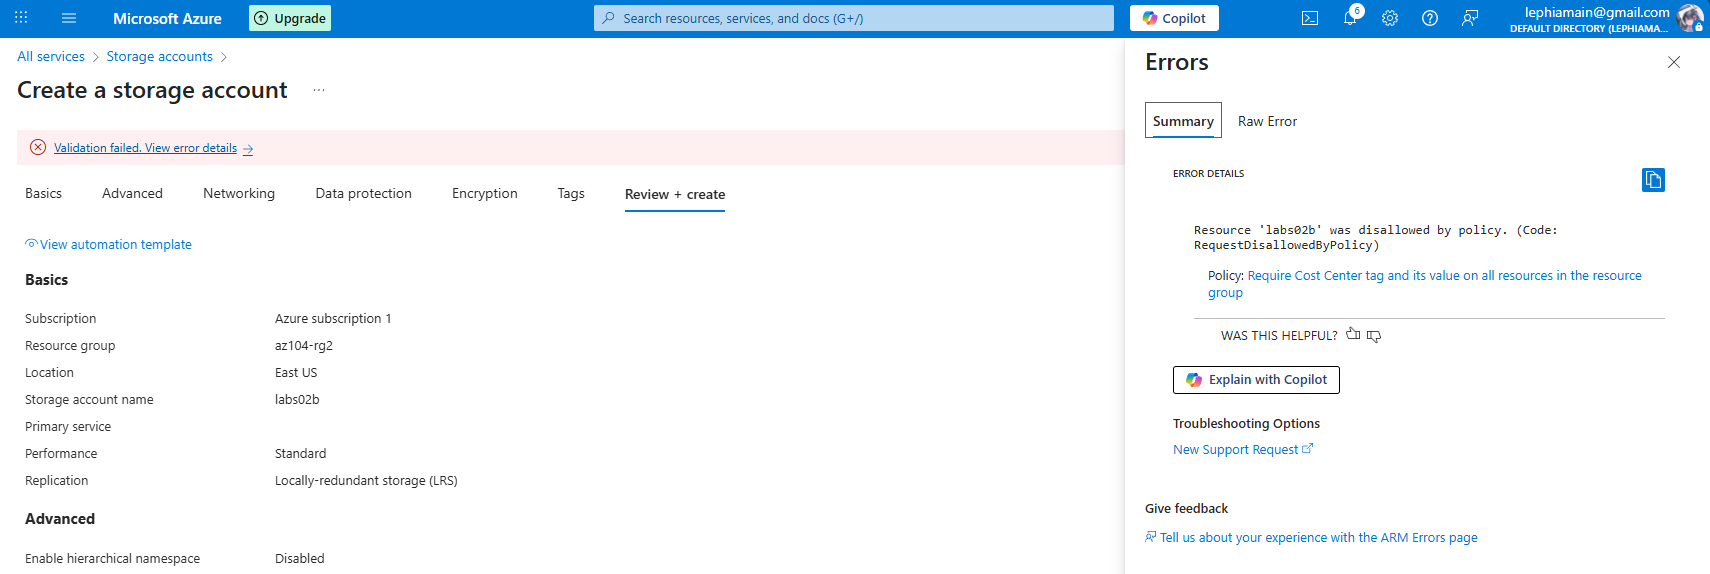 Microsoft Azure
Upgrade
Search resources, services, and docs (G+/)
Copilot
6
lephiamain@gmail.com
DEFAULT DIRECTORY (LEPHIAMA...
All services > Storage accounts >
Create a storage account ...
Validation failed. View error details →
Basics Advanced Networking Data protection Encryption Tags Review + create
View automation template
Basics
Subscription Azure subscription 1
Resource group az104-rg2
Location East US
Storage account name labs02b
Primary service
Performance Standard
Replication Locally-redundant storage (LRS)
Advanced
Enable hierarchical namespace Disabled
Errors
Summary Raw Error
ERROR DETAILS
Resource 'labs02b' was disallowed by policy. (Code:
RequestDisallowedByPolicy)
Policy: Require Cost Center tag and its value on all resources in the resource
group
WAS THIS HELPFUL?
Explain with Copilot
Troubleshooting Options
New Support Request
Give feedback
Tell us about your experience with the ARM Errors page